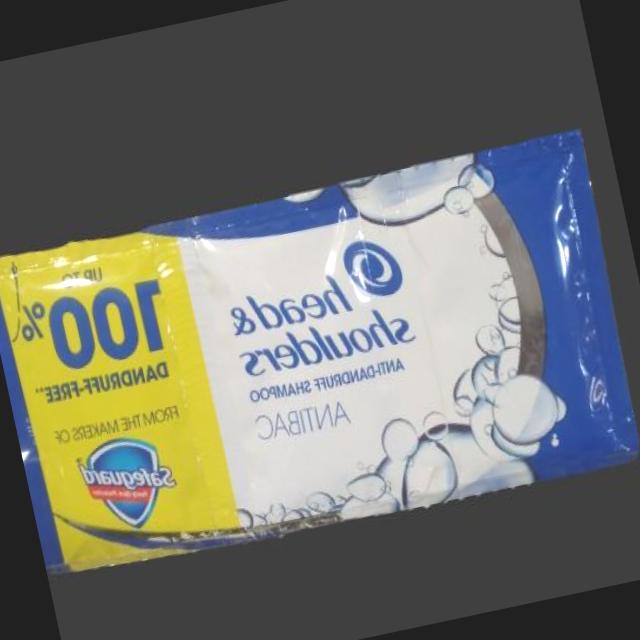 head &
shoulders
ANTI-DANDRUFF SHAMPOO
ANTIBAC
UP TO
100%
DANDRUFF-FREE**
FROM THE MAKERS OF
Safeguard